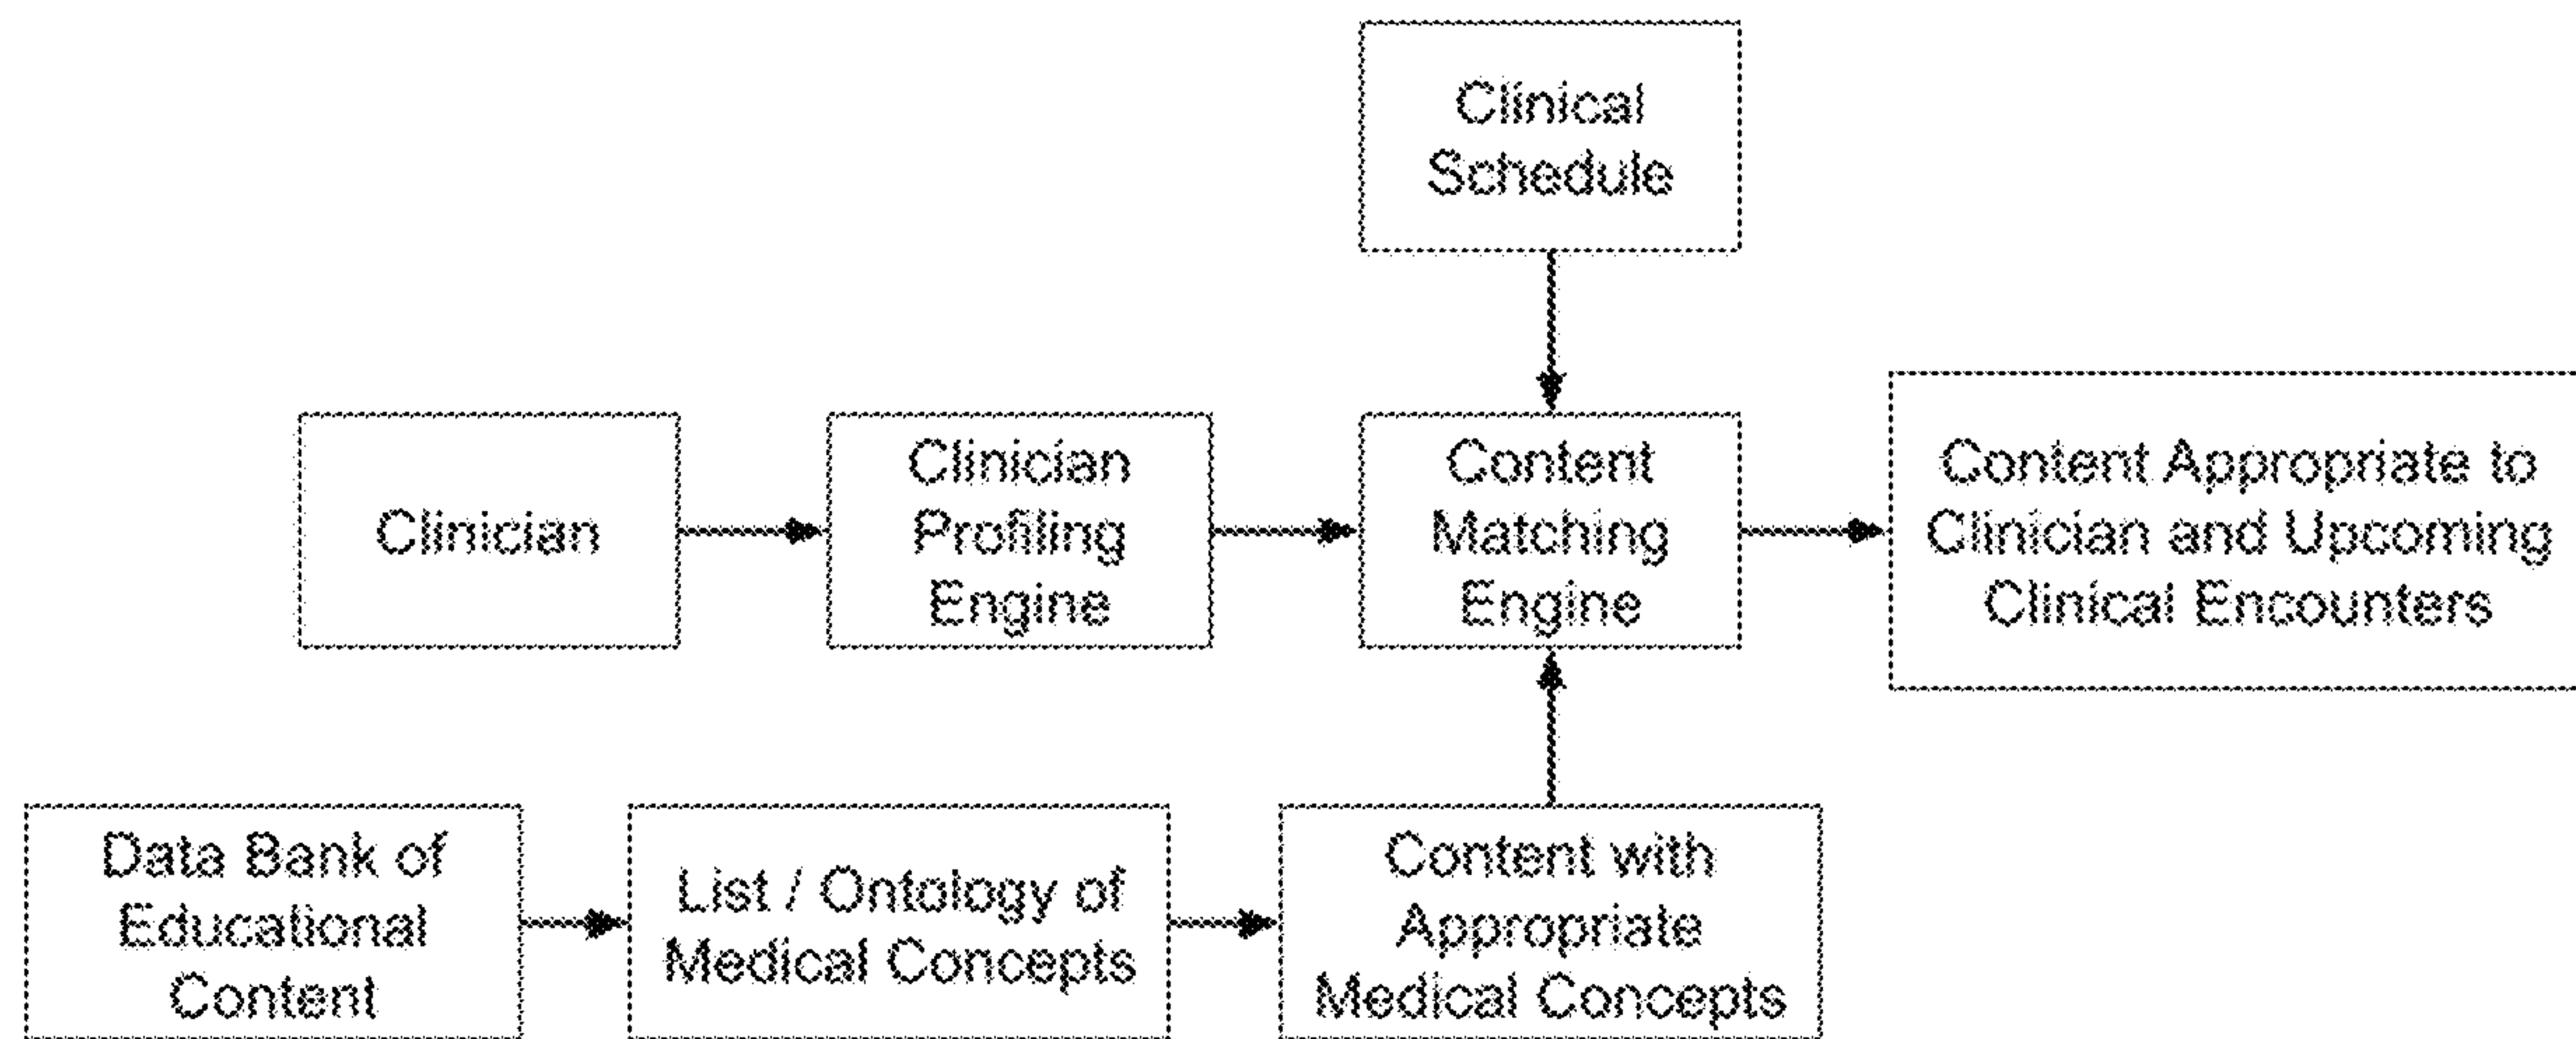 Clinical
Schedule
Clinician
Clinician
Profiling
Engine
Content
Matching
Engine
Content Appropriate to
Clinician and Upcoming
Clinical Encounters
Data Bank of
Educational
Content
List / Ontology of
Medical Concepts
Content with
Appropriate
Medical Concepts